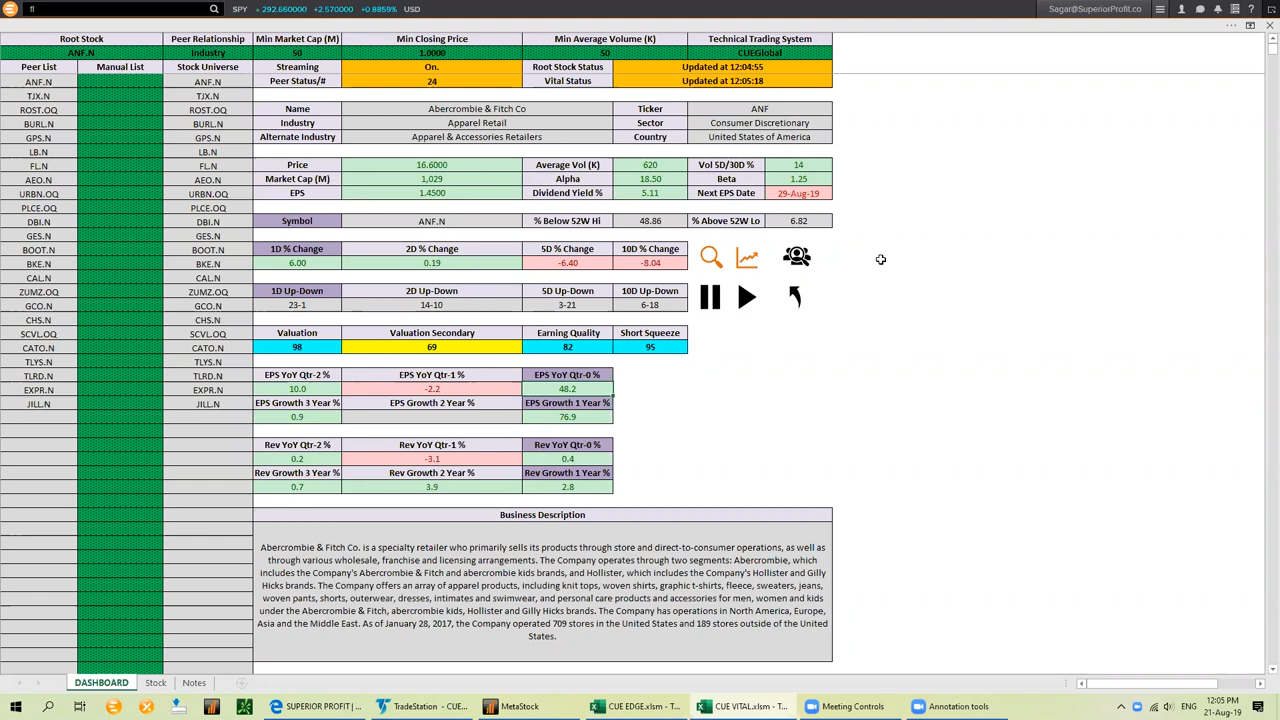 fl SPY + 292.660000 +2.570000 +0.8859% USD Sagar@SuperiorProfit.co
Root Stock Peer Relationship Min Market Cap (M) Min Closing Price Min Average Volume (K) Technical Trading System
ANF.N Industry 50 1.0000 50 CUEGlobal
Peer List Manual List Stock Universe Streaming On. Root Stock Status Updated at 12:04:55
ANF.N ANF.N Peer Status/# 24 Vital Status Updated at 12:05:18
TJX.N TJX.N
ROST.OQ ROST.OQ Name Abercrombie & Fitch Co Ticker ANF
BURL.N BURL.N Industry Apparel Retail Sector Consumer Discretionary
GPS.N GPS.N Alternate Industry Apparel & Accessories Retailers Country United States of America
LB.N LB.N
FL.N FL.N Price 16.6000 Average Vol (K) 620 Vol 5D/30D % 14
AEO.N AEO.N Market Cap (M) 1,029 Alpha 18.50 Beta 1.25
URBN.OQ URBN.OQ EPS 1.4500 Dividend Yield % 5.11 Next EPS Date 29-Aug-19
PLCE.OQ PLCE.OQ
DBI.N DBI.N Symbol ANF.N % Below 52W Hi 48.86 % Above 52W Lo 6.82
GES.N GES.N
BOOT.N BOOT.N 1D % Change 2D % Change 5D % Change 10D % Change
BKE.N BKE.N 6.00 0.19 -6.40 -8.04
CAL.N CAL.N
ZUMZ.OQ ZUMZ.OQ 1D Up-Down 2D Up-Down 5D Up-Down 10D Up-Down
GCO.N GCO.N 23-1 14-10 3-21 6-18
CHS.N CHS.N
SCVL.OQ SCVL.OQ Valuation Valuation Secondary Earning Quality Short Squeeze
CATO.N CATO.N 98 69 82 95
TLYS.N TLYS.N
TLRD.N TLRD.N EPS YoY Qtr-2 % EPS YoY Qtr-1 % EPS YoY Qtr-0 %
EXPR.N EXPR.N 10.0 -2.2 48.2
JILL.N JILL.N EPS Growth 3 Year % EPS Growth 2 Year % EPS Growth 1 Year %
0.9 76.9
Rev YoY Qtr-2 % Rev YoY Qtr-1 % Rev YoY Qtr-0 %
0.2 -3.1 0.4
Rev Growth 3 Year % Rev Growth 2 Year % Rev Growth 1 Year %
0.7 3.9 2.8
Business Description
Abercrombie & Fitch Co. is a specialty retailer who primarily sells its products through store and direct-to-consumer operations, as well as
through various wholesale, franchise and licensing arrangements. The Company operates through two segments: Abercrombie, which
includes the Company's Abercrombie & Fitch and abercrombie kids brands, and Hollister, which includes the Company's Hollister and Gilly
Hicks brands. The Company offers an array of apparel products, including knit tops, woven shirts, graphic t-shirts, fleece, sweaters, jeans,
woven pants, shorts, outerwear, dresses, intimates and swimwear, and personal care products and accessories for men, women and kids
under the Abercrombie & Fitch, abercrombie kids, Hollister and Gilly Hicks brands. The Company has operations in North America, Europe,
Asia and the Middle East. As of January 28, 2017, the Company operated 709 stores in the United States and 189 stores outside of the United
States.
DASHBOARD Stock Notes
SUPERIOR PROFIT |... TradeStation - CUE... MetaStock CUE EDGE.xlsm - T... CUE VITAL.xlsm - T... Meeting Controls Annotation tools ENG 12:05 PM
21-Aug-19